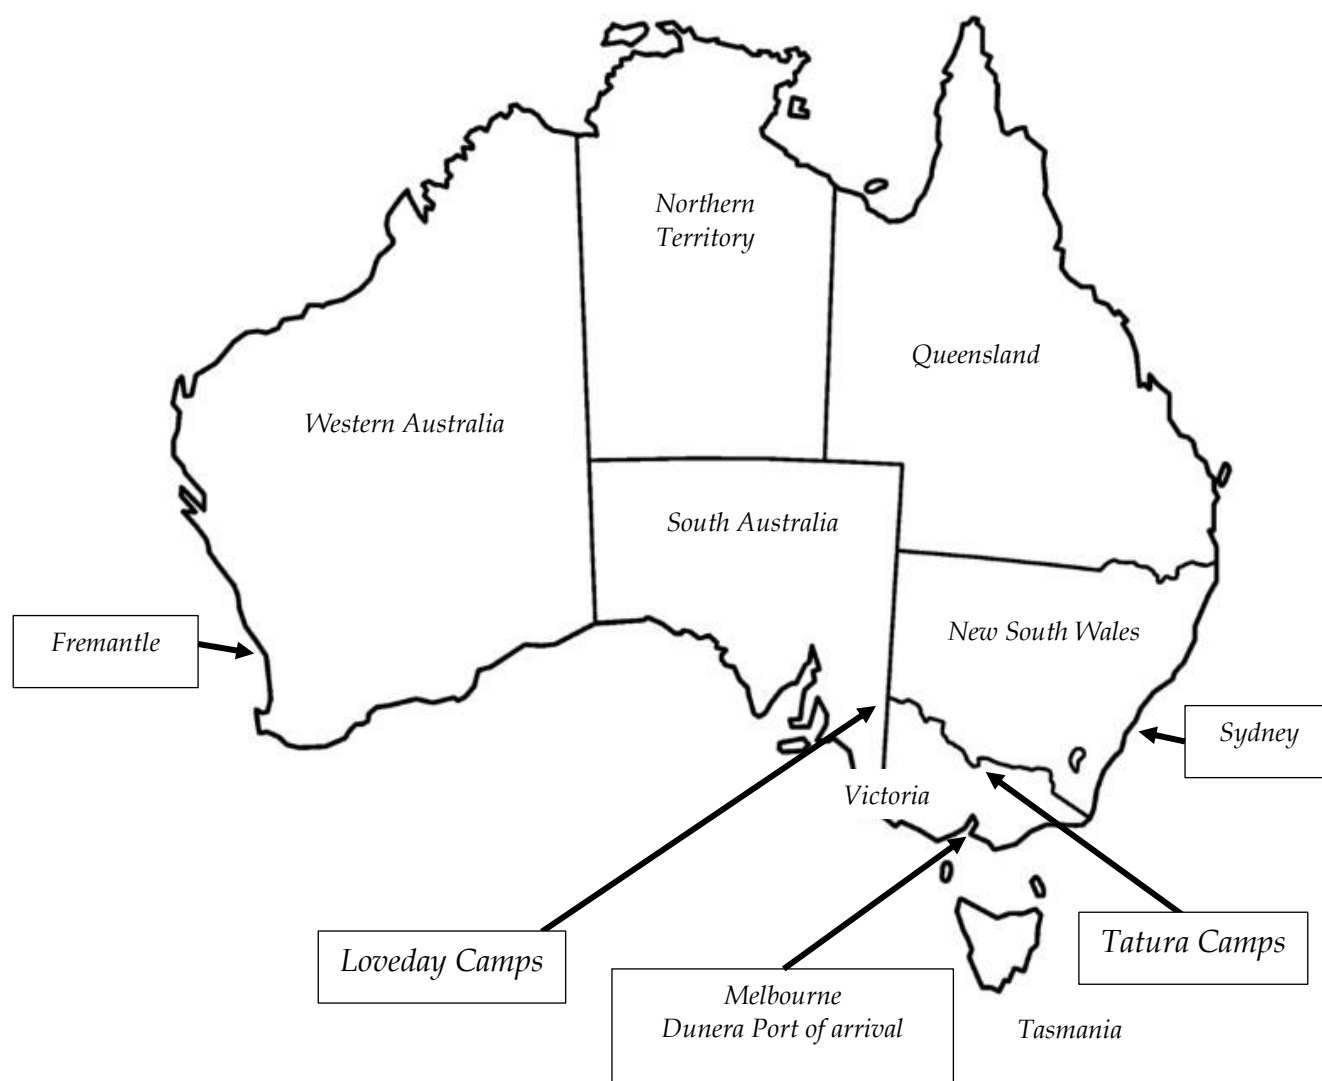 Northern
Territory
Queensland
Western Australia
South Australia
New South Wales
Fremantle
Sydney
Victoria
Loveday Camps
Tatura Camps
Melbourne
Dunera Port of arrival
Tasmania